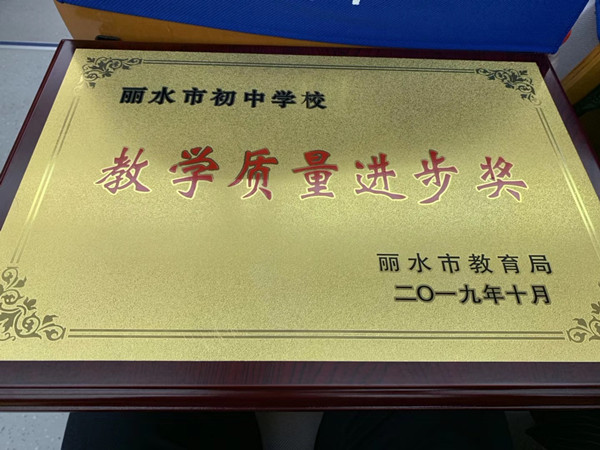 丽水市初中学校
教学质量进步奖
丽水市教育局
二〇一九年十月